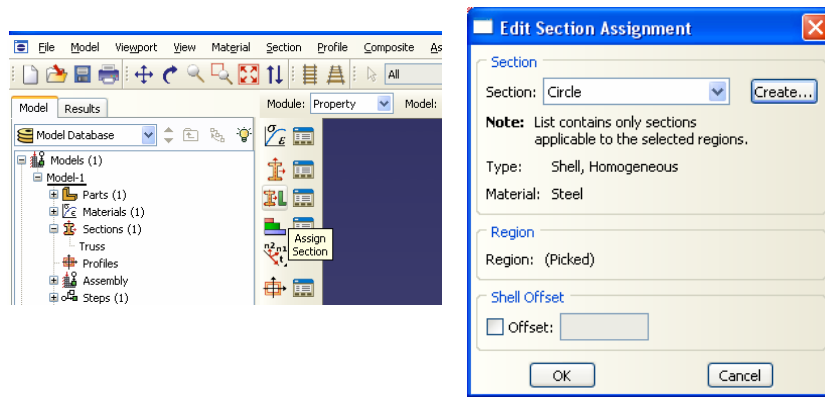 File Model Viewport View Material Section Profile Composite As
All
Model Results
Module: Property Model:
Model Database
Models (1)
Model-1
Parts (1)
Materials (1)
Sections (1)
Truss
Profiles
Assembly
Steps (1)
Assign
Section
Edit Section Assignment
Section
Section: Circle Create...
Note: List contains only sections
applicable to the selected regions.
Type: Shell, Homogeneous
Material: Steel
Region
Region: (Picked)
Shell Offset
Offset:
OK Cancel